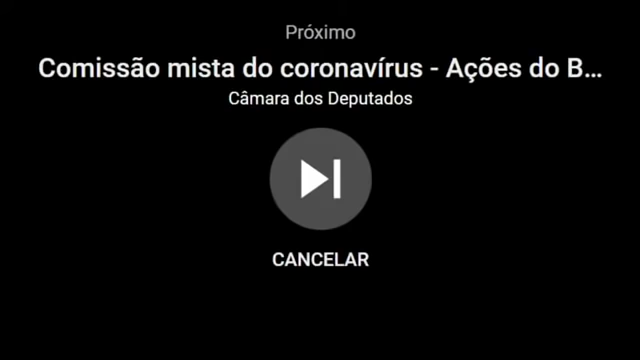 Próximo
Comissão mista do coronavírus - Ações do B...
Câmara dos Deputados
CANCELAR